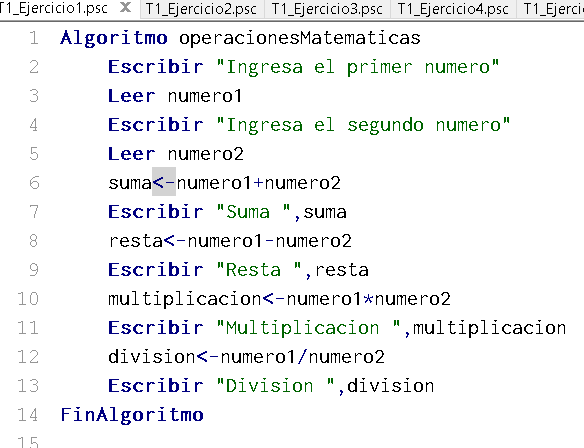 T1_Ejercicio1.psc X T1_Ejercicio2.psc T1_Ejercicio3.psc T1_Ejercicio4.psc T1_Ejercic
1 Algoritmo operacionesMatematicas
2 Escribir "Ingresa el primer numero"
3 Leer numero1
4 Escribir "Ingresa el segundo numero"
5 Leer numero2
6 suma<-numero1+numero2
7 Escribir "Suma ",suma
8 resta<-numero1-numero2
9 Escribir "Resta ",resta
10 multiplicacion<-numero1*numero2
11 Escribir "Multiplicacion ",multiplicacion
12 division<-numero1/numero2
13 Escribir "Division ",division
14 FinAlgoritmo
15